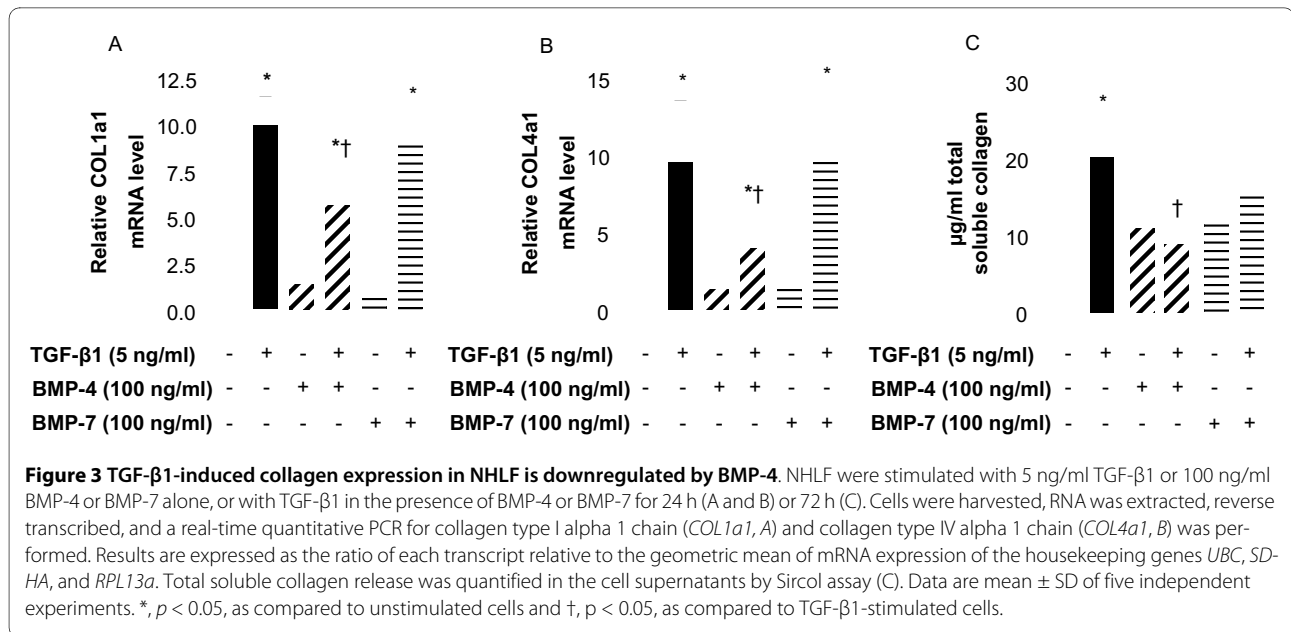 A
Relative COL1a1
mRNA level
12.5
10.0
7.5
5.0
2.5
0.0
*
*†
*
TGF-β1 (5 ng/ml) - + - + - +
BMP-4 (100 ng/ml) - - + + - -
BMP-7 (100 ng/ml) - - - - + +
B
Relative COL4a1
mRNA level
15
10
5
0
*
*†
*
TGF-β1 (5 ng/ml) - + - + - +
BMP-4 (100 ng/ml) - - + + - -
BMP-7 (100 ng/ml) - - - - + +
C
µg/ml total
soluble collagen
30
20
10
0
*
†
TGF-β1 (5 ng/ml) - + - + - +
BMP-4 (100 ng/ml) - - + + - -
BMP-7 (100 ng/ml) - - - - + +
Figure 3 TGF-β1-induced collagen expression in NHLF is downregulated by BMP-4. NHLF were stimulated with 5 ng/ml TGF-β1 or 100 ng/ml
BMP-4 or BMP-7 alone, or with TGF-β1 in the presence of BMP-4 or BMP-7 for 24 h (A and B) or 72 h (C). Cells were harvested, RNA was extracted, reverse
transcribed, and a real-time quantitative PCR for collagen type I alpha 1 chain (COL1a1, A) and collagen type IV alpha 1 chain (COL4a1, B) was per-
formed. Results are expressed as the ratio of each transcript relative to the geometric mean of mRNA expression of the housekeeping genes UBC, SD-
HA, and RPL13a. Total soluble collagen release was quantified in the cell supernatants by Sircol assay (C). Data are mean ± SD of five independent
experiments. *, p < 0.05, as compared to unstimulated cells and †, p < 0.05, as compared to TGF-β1-stimulated cells.